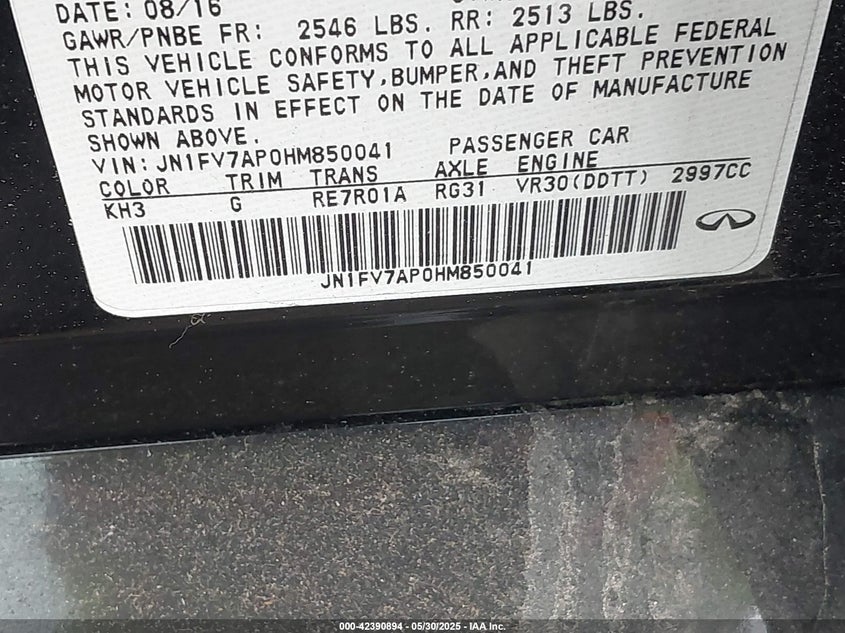 DATE: 08/16
GAWR/PNBE FR: 2546 LBS. RR: 2513 LBS.
THIS VEHICLE CONFORMS TO ALL APPLICABLE FEDERAL
MOTOR VEHICLE SAFETY,BUMPER,AND THEFT PREVENTION
STANDARDS IN EFFECT ON THE DATE OF MANUFACTURE
SHOWN ABOVE.
VIN:JN1FV7AP0HM850041 PASSENGER CAR
COLOR TRIM TRANS AXLE ENGINE
KH3 G RE7R01A RG31 VR30(DDTT) 2997CC
JN1FV7AP0HM850041
000-42390894 - 05/30/2025 - IAA Inc.